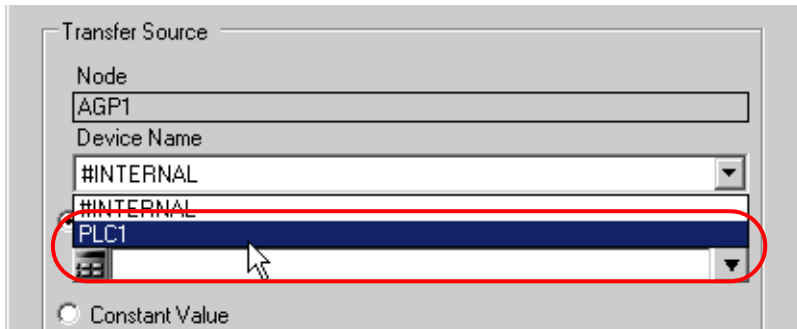 Transfer Source
Node
AGP1
Device Name
#INTERNAL
#INTERNAL
PLC1
Constant Value